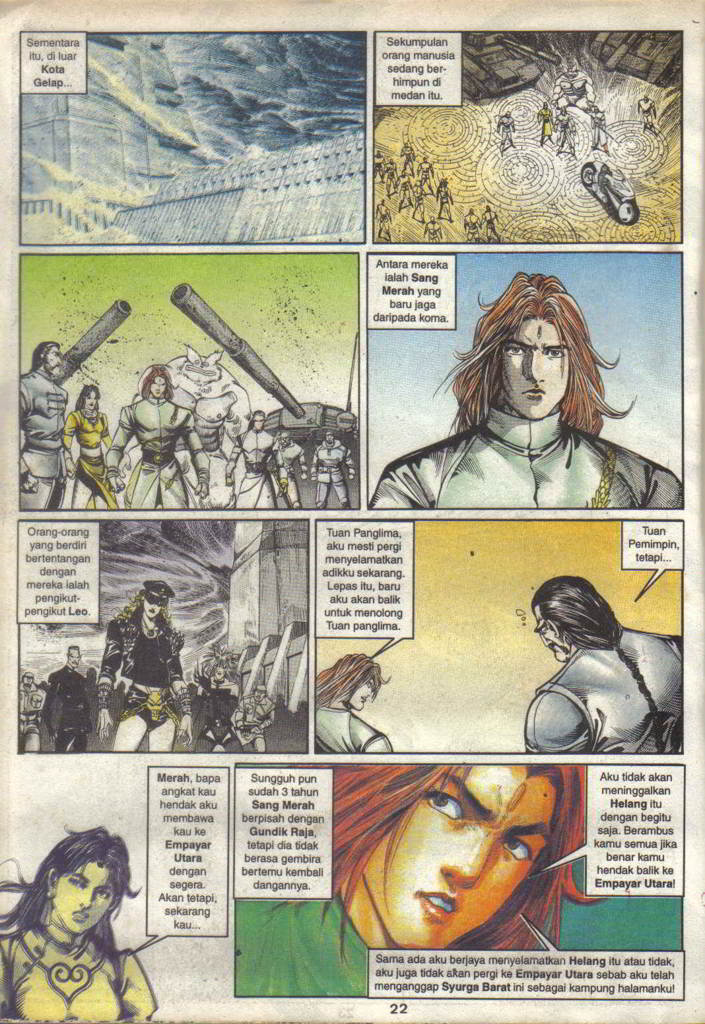 Sementara
itu, di luar
Kota
Gelap...
Sekumpulan
orang manusia
sedang ber-
himpun di
medan itu.
Antara mereka
ialah Sang
Merah yang
baru jaga
daripada koma.
Orang-orang
yang berdiri
bertentangan
dengan
mereka ialah
pengikut-
pengikut Leo.
Tuan Panglima,
aku mesti pergi
menyelamatkan
adikku sekarang.
Lepas itu, baru
aku akan balik
untuk menolong
Tuan panglima.
Tuan
Pemimpin,
tetapi...
Merah, bapa
angkat kau
hendak aku
membawa
kau ke
Empayar
Utara
dengan
segera.
Akan tetapi,
sekarang
kau...
Sungguh pun
sudah 3 tahun
Sang Merah
berpisah dengan
Gundik Raja,
tetapi dia tidak
berasa gembira
bertemu kembali
dangannya.
Aku tidak akan
meninggalkan
Helang itu
dengan begitu
saja. Berambus
kamu semua jika
benar kamu
hendak balik ke
Empayar Utara!
Sama ada aku berjaya menyelamatkan Helang itu atau tidak,
aku juga tidak akan pergi ke Empayar Utara sebab aku telah
menganggap Syurga Barat ini sebagai kampung halamanku!
22